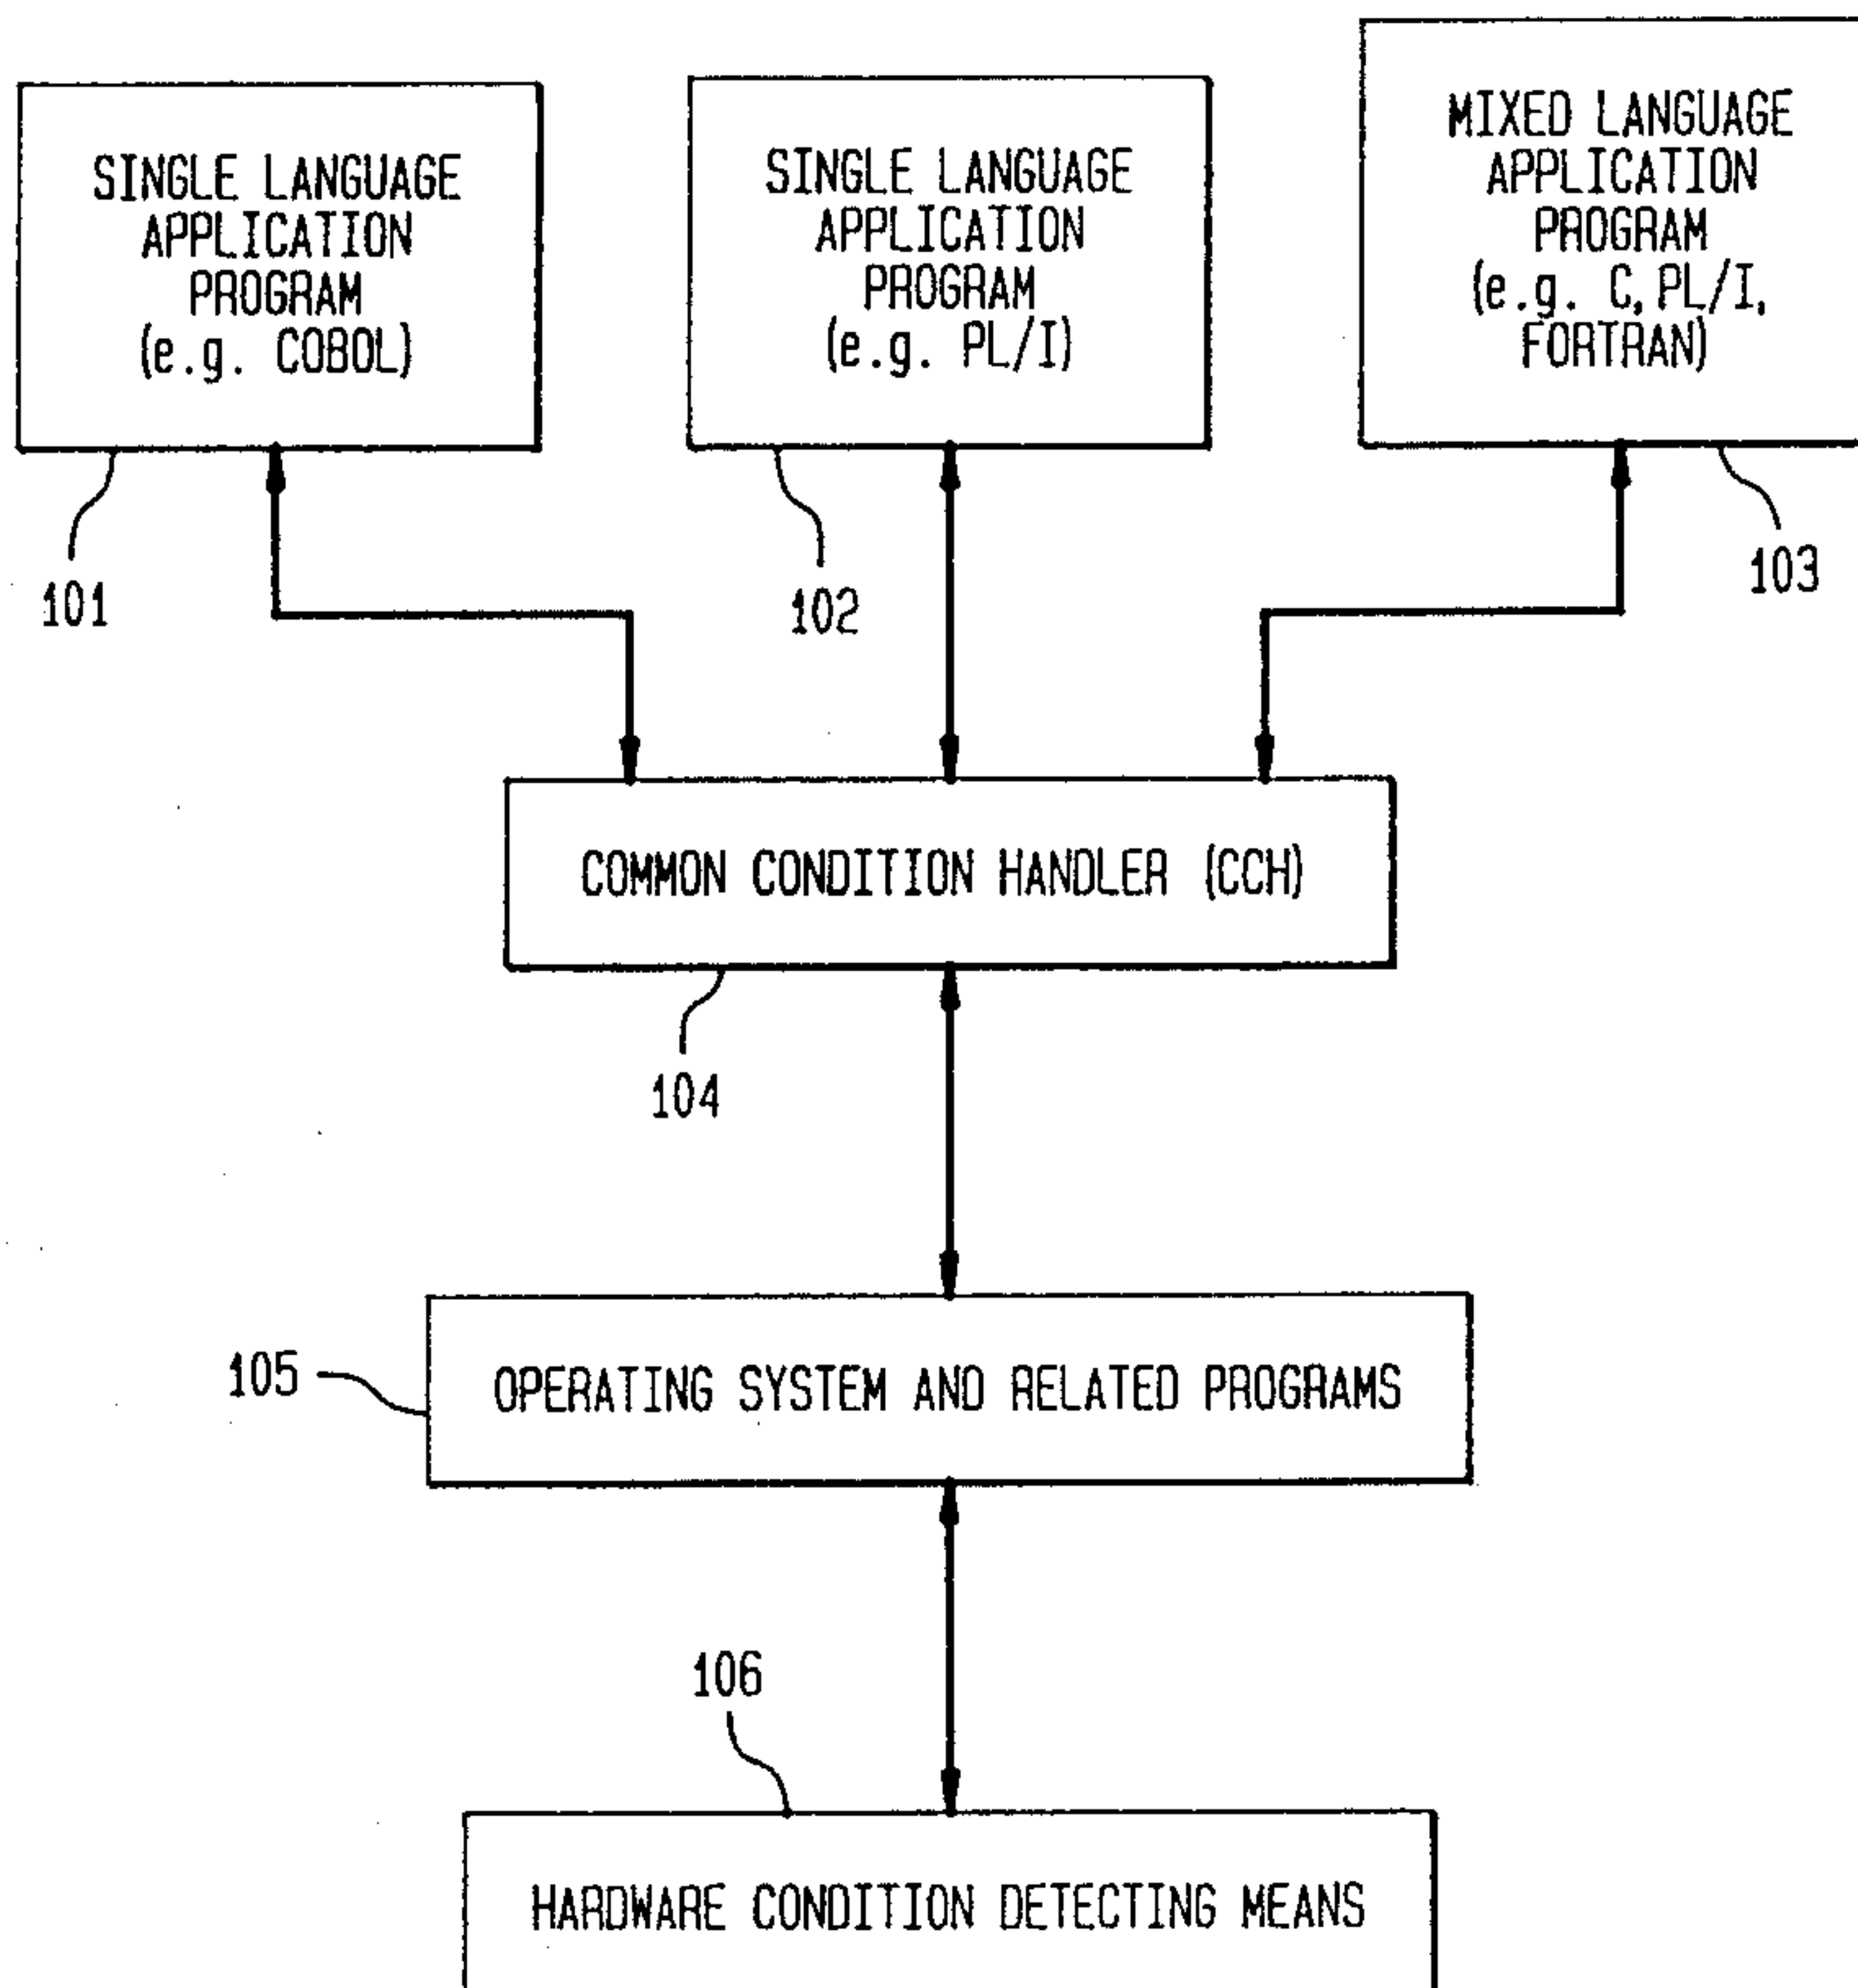 SINGLE LANGUAGE
APPLICATION
PROGRAM
(e.g. COBOL)
SINGLE LANGUAGE
APPLICATION
PROGRAM
(e.g. PL/I)
MIXED LANGUAGE
APPLICATION
PROGRAM
(e.g. C, PL/I,
FORTRAN)
101
102
103
COMMON CONDITION HANDLER (CCH)
104
105
OPERATING SYSTEM AND RELATED PROGRAMS
106
HARDWARE CONDITION DETECTING MEANS